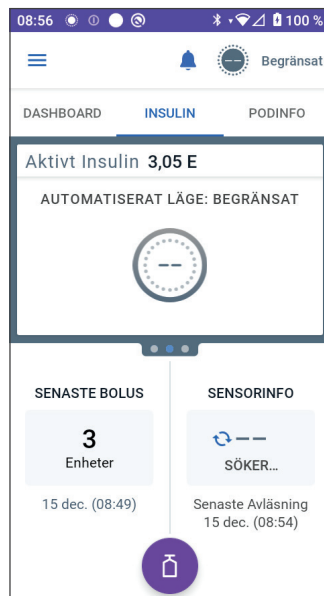 08:56 100 %
Begränsat
DASHBOARD INSULIN PODINFO
Aktivt Insulin 3,05 E
AUTOMATISERAT LÄGE: BEGRÄNSAT
SENASTE BOLUS
3
Enheter
15 dec. (08:49)
SENSORINFO
SÖKER...
Senaste Avläsning
15 dec. (08:54)